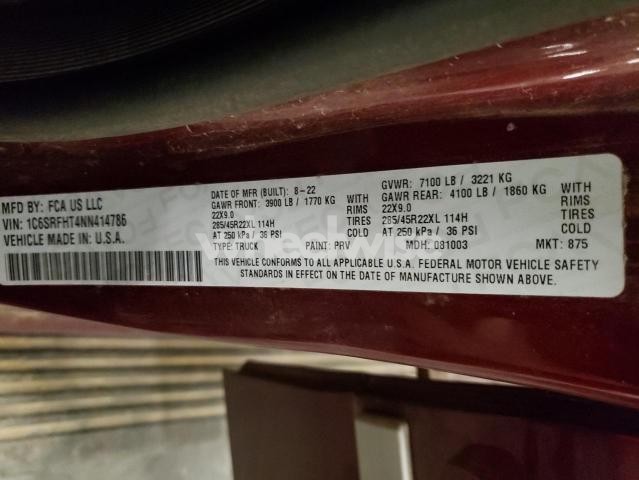 MFD BY: FCA US LLC
VIN: 1C6SRFHT4NN414786
VEHICLE MADE IN U.S.A.
DATE OF MFR (BUILT): 8-22
GAWR FRONT: 3900 LB / 1770 KG WITH
22X9.0 RIMS
285/45R22XL 114H TIRES
AT 250 kPa / 36 PSI COLD
TYPE: TRUCK PAINT: PRV MDH: 081003 MKT: 875
GVWR: 7100 LB / 3221 KG
GAWR REAR: 4100 LB / 1860 KG WITH
22X9.0 RIMS
285/45R22XL 114H TIRES
AT 250 kPa / 36 PSI COLD
THIS VEHICLE CONFORMS TO ALL APPLICABLE U.S.A. FEDERAL MOTOR VEHICLE SAFETY
STANDARDS IN EFFECT ON THE DATE OF MANUFACTURE SHOWN ABOVE.